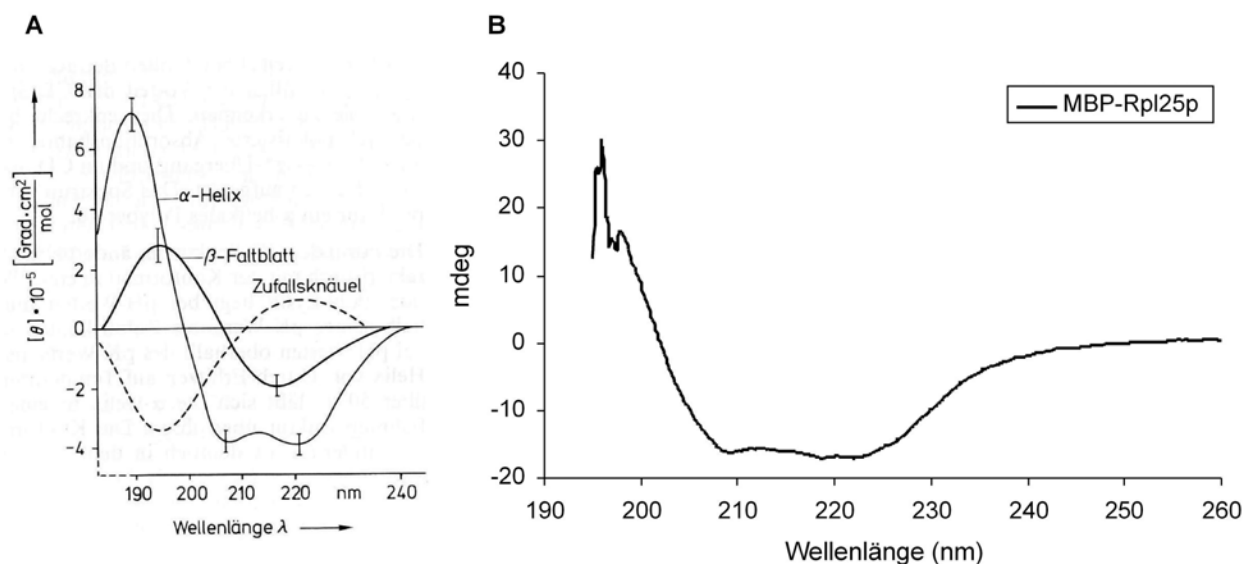 A
8
6
4
2
0
-2
-4
[θ] · 10⁻⁵ [Grad·cm²/mol]
α-Helix
β-Faltblatt
Zufallsknäuel
190 200 210 220 nm 240
Wellenlänge λ
B
MBP-Rpl25p
40
30
20
10
0
-10
-20
mdeg
190 200 210 220 230 240 250 260
Wellenlänge (nm)